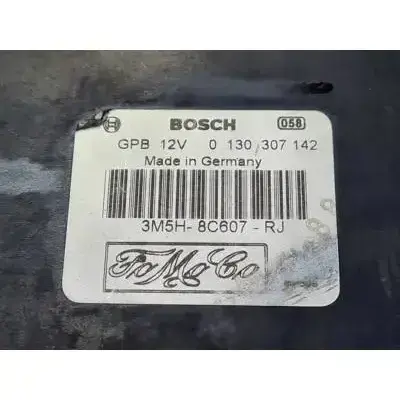 BOSCH 058
GPB 12V 0 130 307 142
Made in Germany
3M5H- 8C607 - RJ
FoMoCo